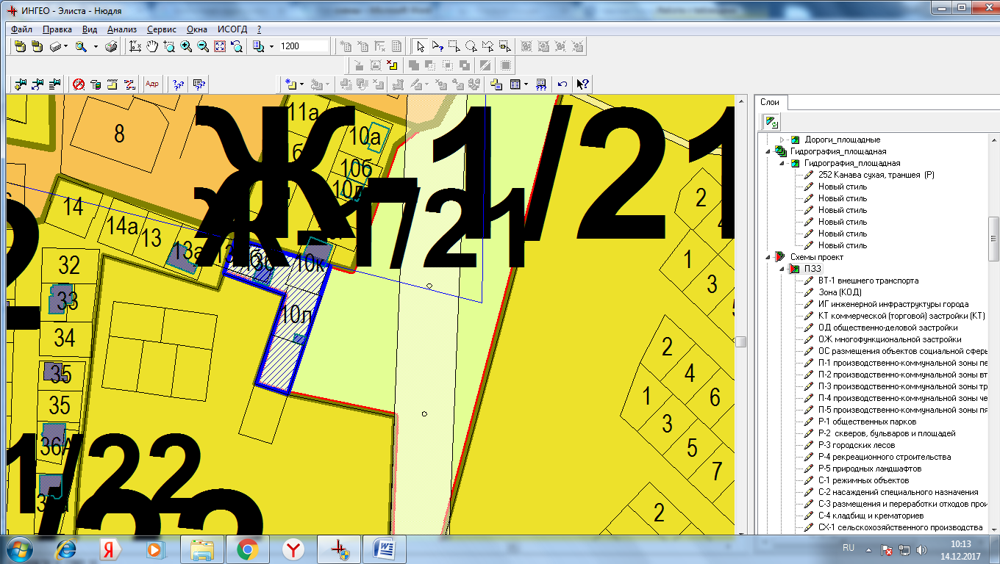 ИНГЕО - Элиста - Нюдля
Файл Правка Вид Анализ Сервис Окна ИСОГД ?
1200
Адр
Слои
Дороги_площадные
Гидрография_площадная
Гидрография_площадная
252 Канава сухая, траншея (Р)
Новый стиль
Новый стиль
Новый стиль
Новый стиль
Новый стиль
Новый стиль
Схемы проект
ПЗЗ
ВТ-1 внешнего транспорта
Зона (КОД)
ИГ инженерной инфраструктуры города
КТ коммерческой (торговой) застройки (КТ)
ОД общественно-деловой застройки
ОЖ многофункциональной застройки
ОС размещения объектов социальной сферы
П-1 производственно-коммунальной зоны пе
П-2 производственно-коммунальной зоны вт
П-3 производственно-коммунальной зоны тр
П-4 производственно-коммунальной зоны че
П-5 производственно-коммунальной зоны пя
Р-1 общественных парков
Р-2 скверов, бульваров и площадей
Р-3 городских лесов
Р-4 рекреационного строительства
Р-5 природных ландшафтов
С-1 режимных объектов
С-2 насаждений специального назначения
С-3 размещения и переработки отходов прои
С-4 кладбищ и крематориев
СХ-1 сельскохозяйственного производства
Ж-1/21
Ж-1/21
1/22
8
11а
10а
10б
14
14а
13
13а
10к
10л
32
33
34
35
35
36А
2
1
3
2
4
6
1
3
5
7
2
RU
10:13
14.12.2017